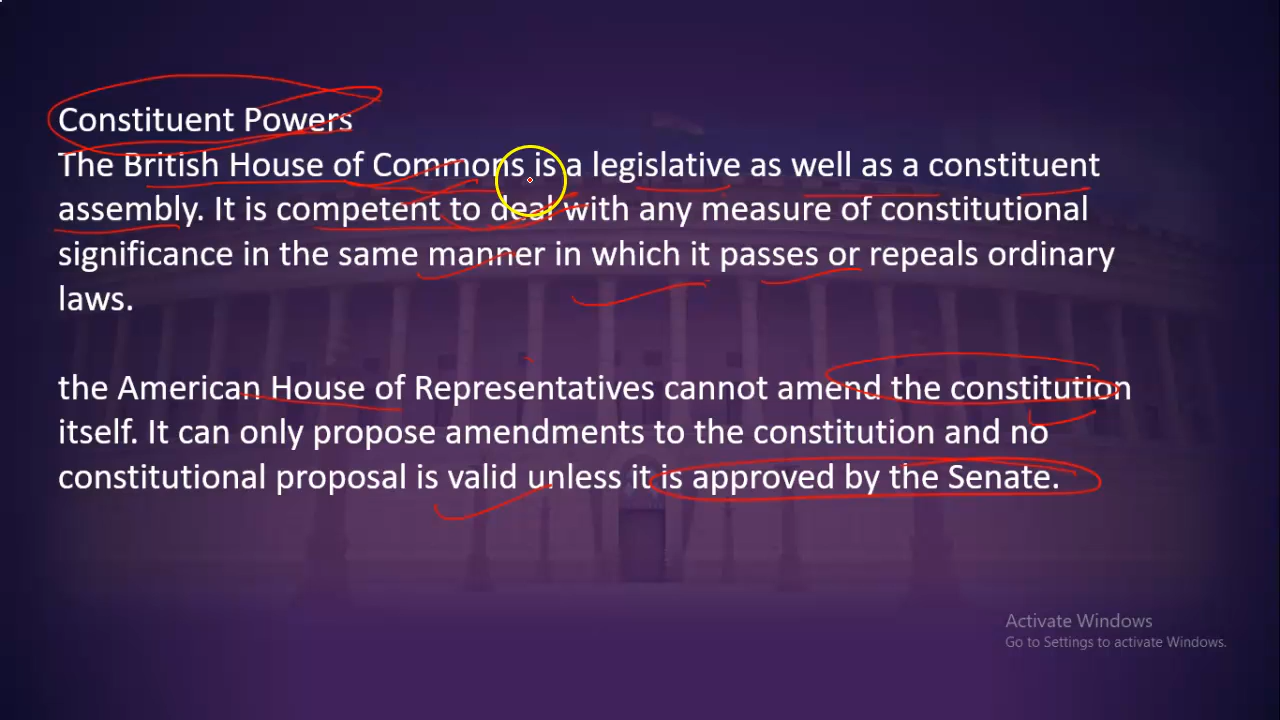 Constituent Powers
The British House of Commons is a legislative as well as a constituent
assembly. It is competent to deal with any measure of constitutional
significance in the same manner in which it passes or repeals ordinary
laws.
the American House of Representatives cannot amend the constitution
itself. It can only propose amendments to the constitution and no
constitutional proposal is valid unless it is approved by the Senate.
Activate Windows
Go to Settings to activate Windows.